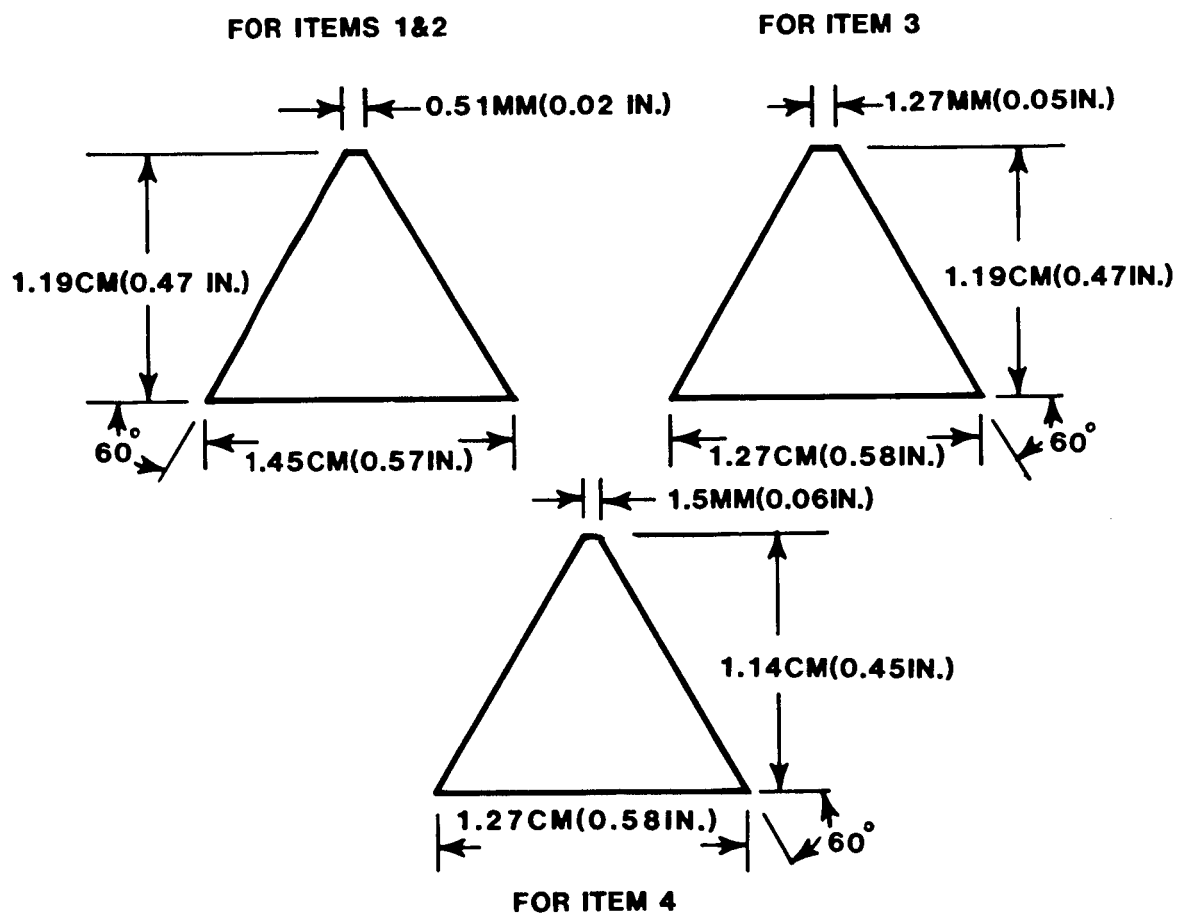 FOR ITEMS 1&2
FOR ITEM 3
0.51MM(0.02 IN.)
1.27MM(0.05IN.)
1.19CM(0.47 IN.)
1.19CM(0.47IN.)
60°
1.45CM(0.57IN.)
1.27CM(0.58IN.)
60°
1.5MM(0.06IN.)
1.14CM(0.45IN.)
1.27CM(0.58IN.)
60°
FOR ITEM 4